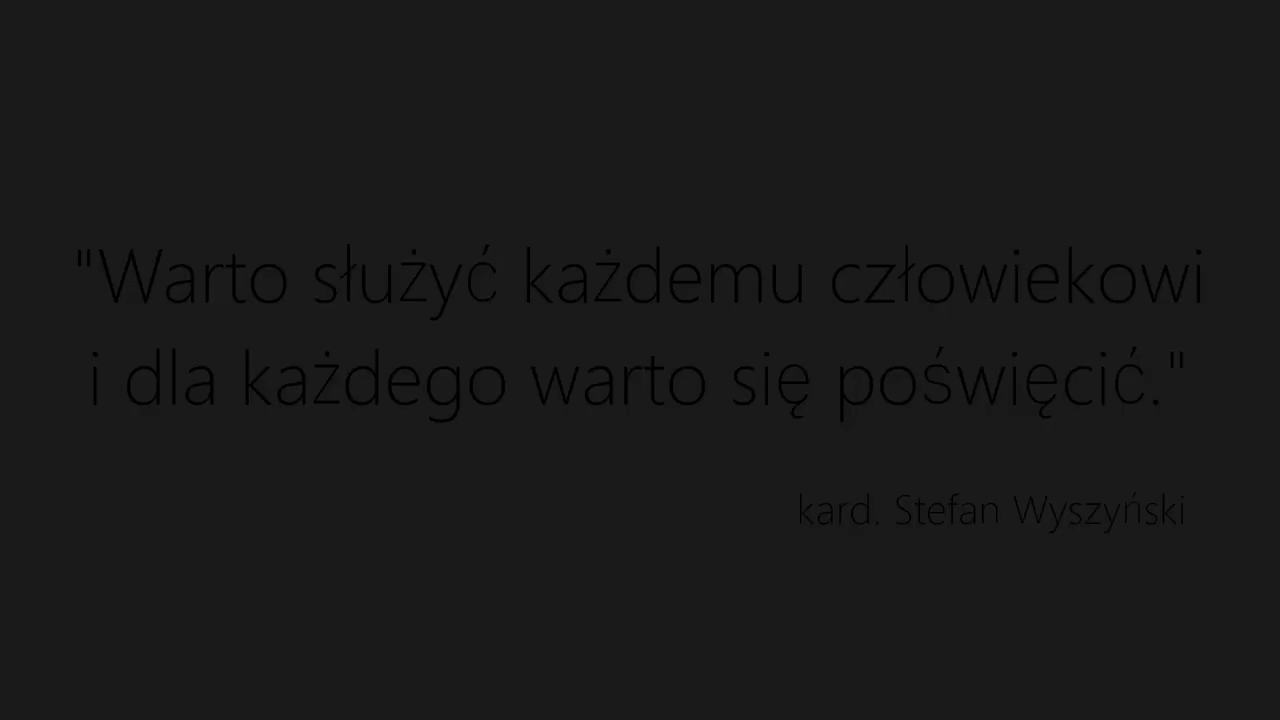 "Warto służyć każdemu człowiekowi
i dla każdego warto się poświęcić."
kard. Stefan Wyszyński